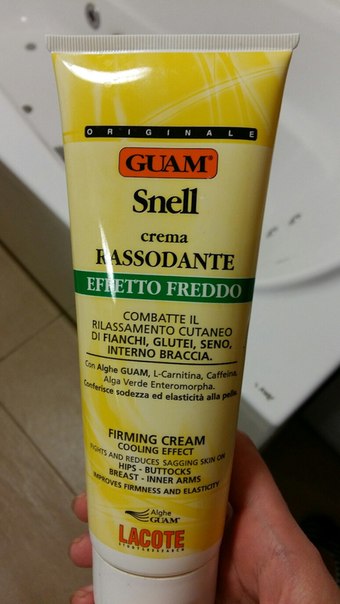 ORIGINALE
GUAM®
Snell
crema
RASSODANTE
EFFETTO FREDDO
COMBATTE IL
RILASSAMENTO CUTANEO
DI FIANCHI, GLUTEI, SENO,
INTERNO BRACCIA.
Con Alghe GUAM, L-Carnitina, Caffeina,
Alga Verde Enteromorpha.
Conferisce sodezza ed elasticità alla pelle.
FIRMING CREAM
COOLING EFFECT
FIGHTS AND REDUCES SAGGING SKIN ON
HIPS - BUTTOCKS
BREAST - INNER ARMS
IMPROVES FIRMNESS AND ELASTICITY
Alghe
GUAM®
LACOTE